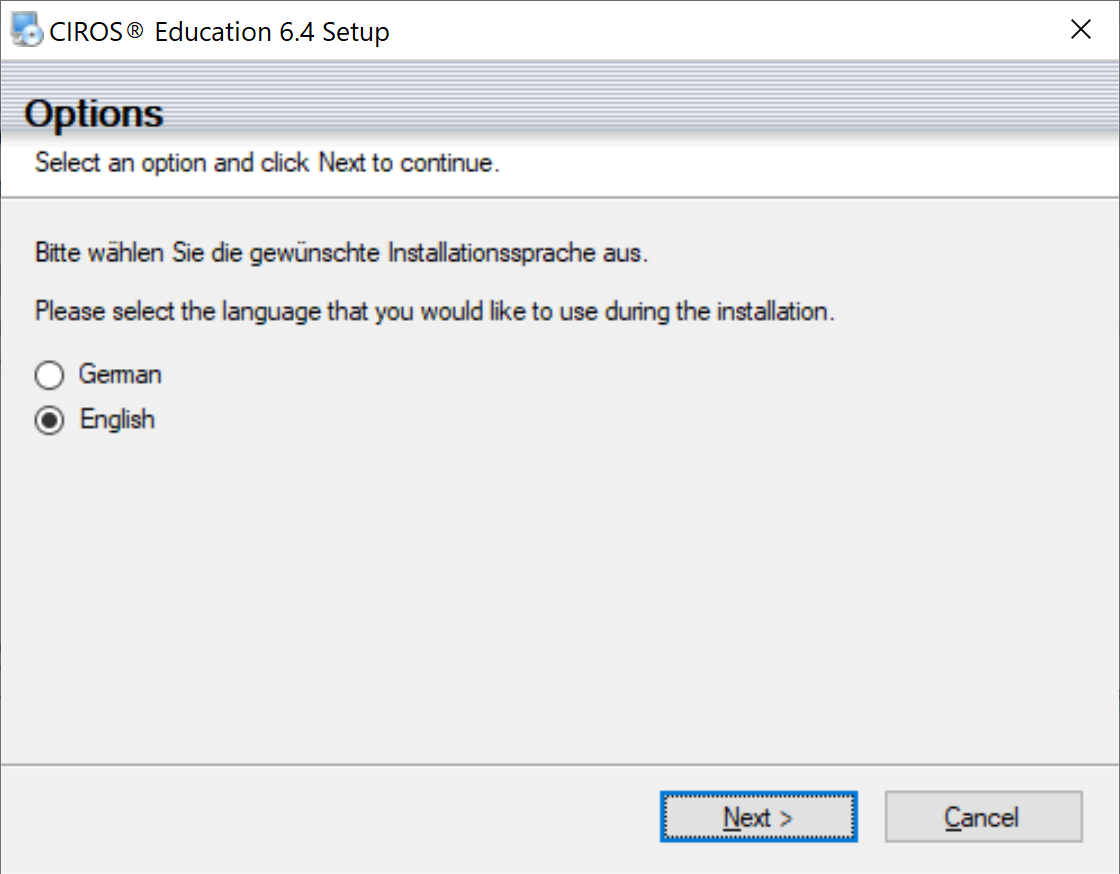 CIROS® Education 6.4 Setup
Options
Select an option and click Next to continue.
Bitte wählen Sie die gewünschte Installationssprache aus.
Please select the language that you would like to use during the installation.
German
English
Next >
Cancel